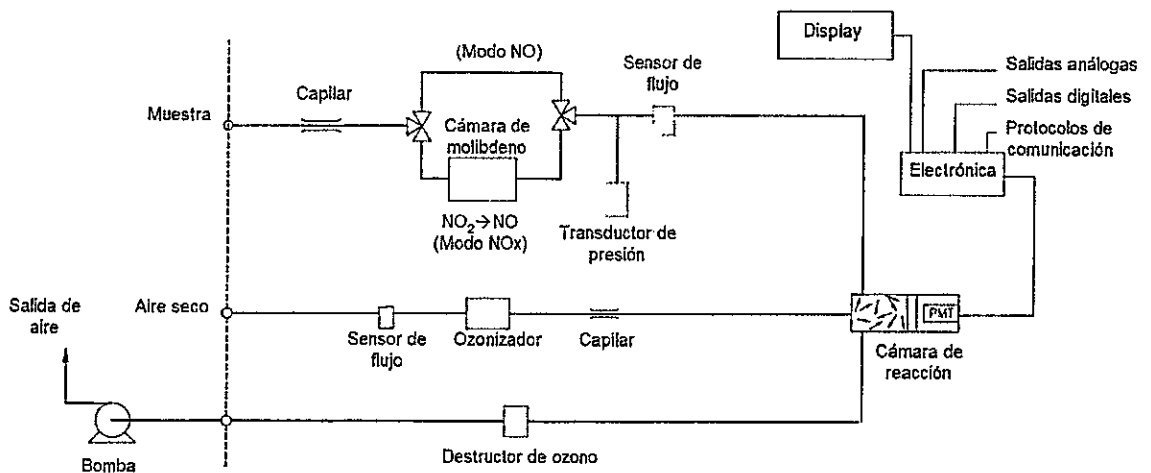 Display
(Modo NO)
Sensor de
flujo
Salidas análogas
Capilar
Salidas digitales
Muestra
Protocolos de
comunicación
Cámara de
molibdeno
Electrónica
NO₂→NO
(Modo NOx)
Transductor de
presión
Salida de
aire
Aire seco
PMT
Sensor de
flujo
Ozonizador
Capilar
Cámara de
reacción
Destructor de ozono
Bomba